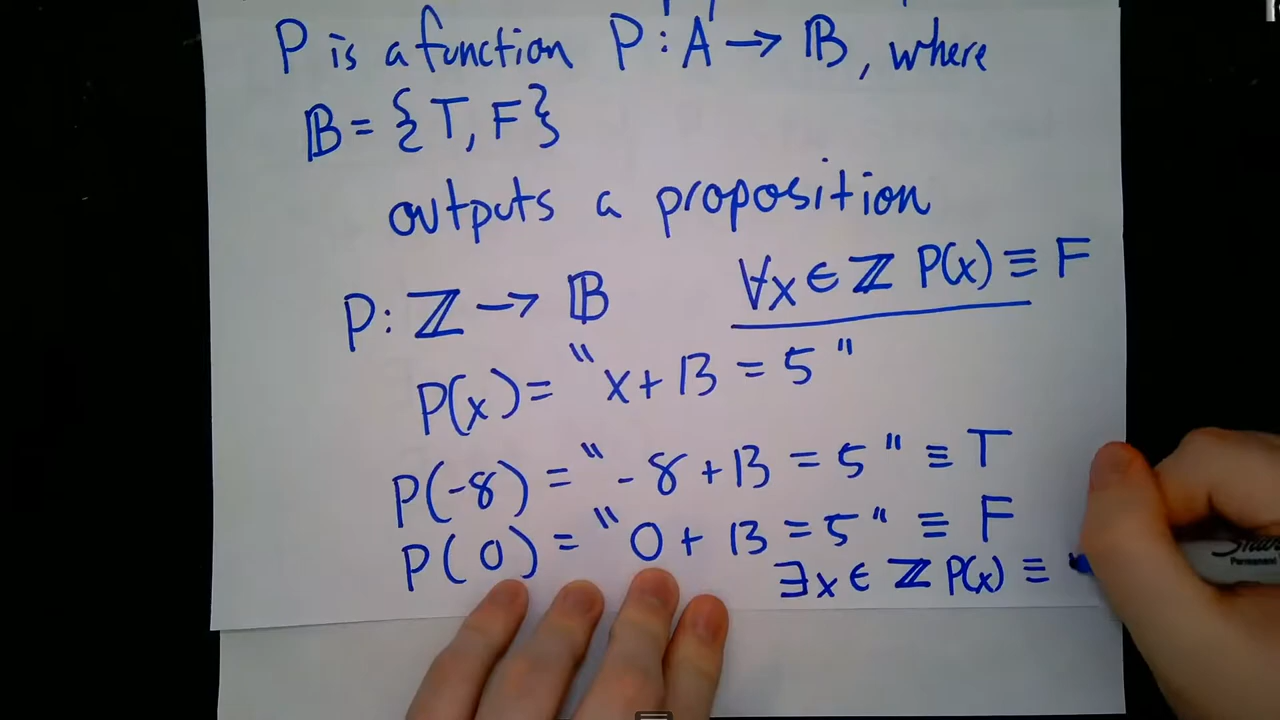 P is a function P : A → 𝔹, where
𝔹 = {T, F}
outputs a proposition
∀x ∈ ℤ P(x) ≡ F
P: ℤ → 𝔹
P(x) = "x + 13 = 5"
P(-8) = "-8 + 13 = 5" ≡ T
P(0) = "0 + 13 = 5" ≡ F
∃x ∈ ℤ P(x) ≡